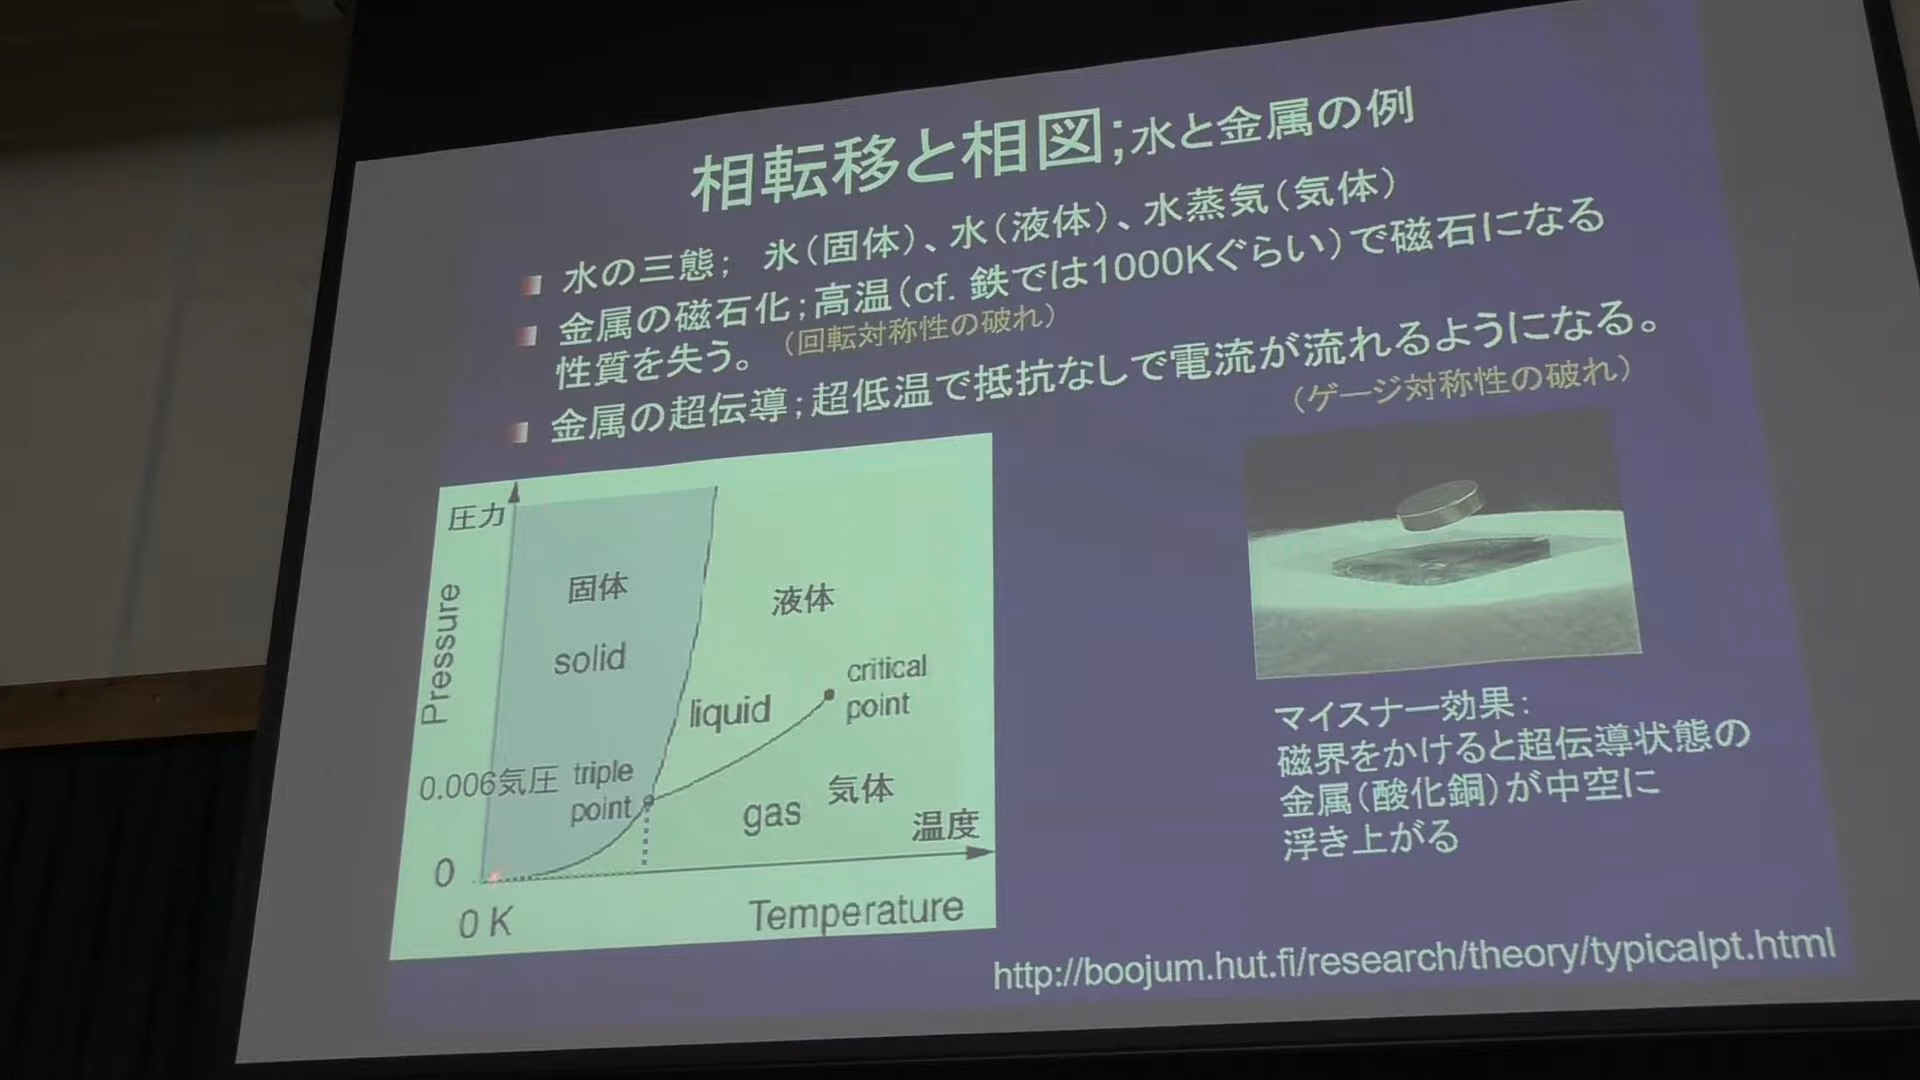 相転移と相図;水と金属の例
水の三態; 氷(固体)、水(液体)、水蒸気(気体)
金属の磁石化;高温(cf. 鉄では1000Kぐらい)で磁石になる
性質を失う。 (回転対称性の破れ)
金属の超伝導;超低温で抵抗なしで電流が流れるようになる。
(ゲージ対称性の破れ)
圧力
Pressure
固体
solid
液体
liquid
critical
point
0.006気圧
triple
point
gas
気体
温度
0
0 K
Temperature
マイスナー効果:
磁界をかけると超伝導状態の
金属(酸化銅)が中空に
浮き上がる
http://boojum.hut.fi/research/theory/typicalpt.html